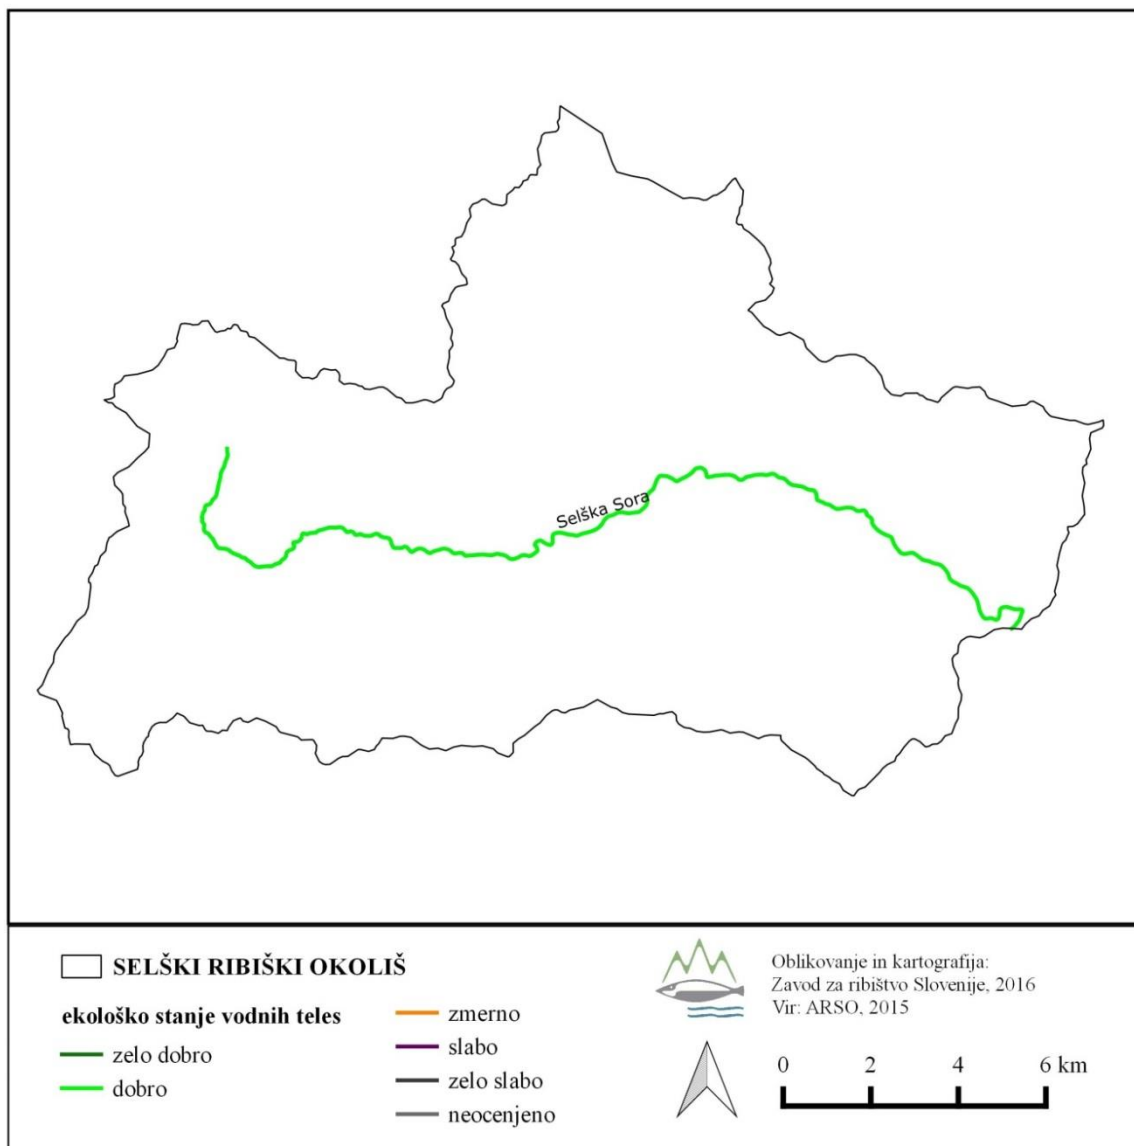 Selška Sora
SELŠKI RIBIŠKI OKOLIŠ
ekološko stanje vodnih teles
zelo dobro
dobro
zmerno
slabo
zelo slabo
neocenjeno
Oblikovanje in kartografija:
Zavod za ribištvo Slovenije, 2016
Vir: ARSO, 2015
0 2 4 6 km